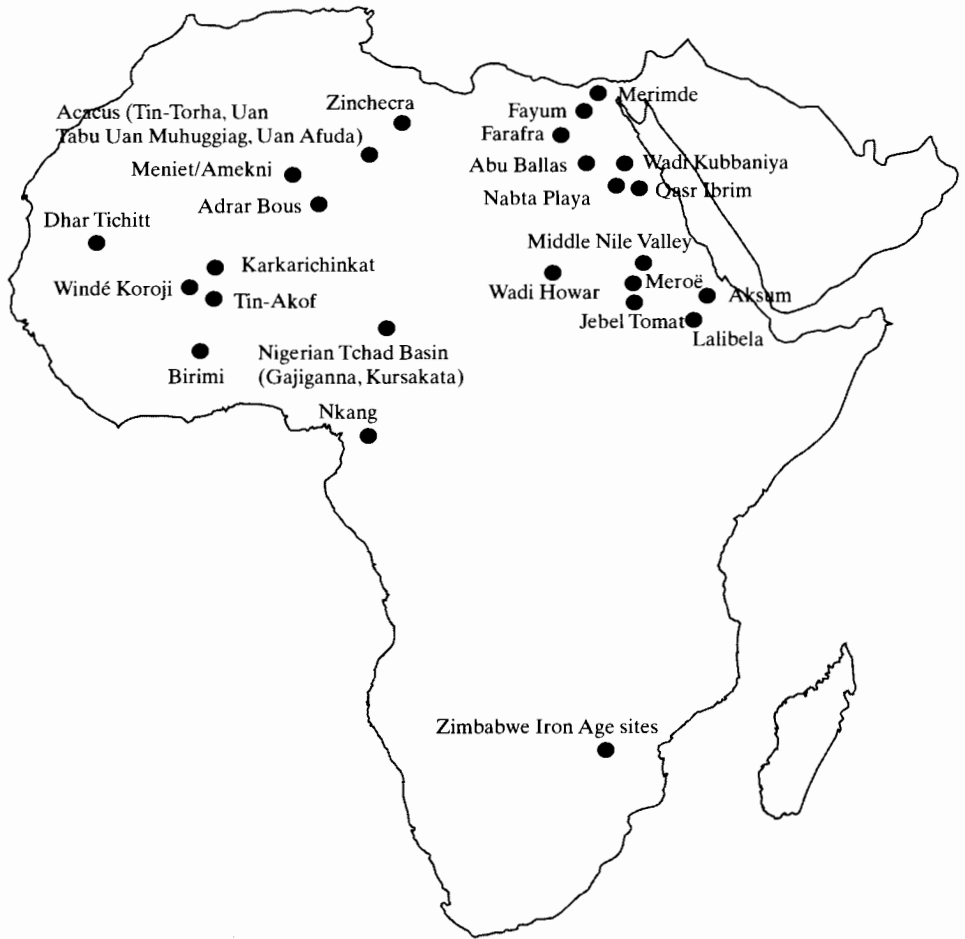 Merimde
Zinchecra
Fayum
Acacus (Tin-Torha, Uan
Tabu Uan Muhuggiag, Uan Afuda)
Farafra
Meniet/Amekni
Abu Ballas
Wadi Kubbaniya
Nabta Playa
Qasr Ibrim
Adrar Bous
Dhar Tichitt
Middle Nile Valley
Karkarichinkat
Windé Koroji
Tin-Akof
Wadi Howar
Meroë
Aksum
Jebel Tomat
Lalibela
Nigerian Tchad Basin
(Gajiganna, Kursakata)
Birimi
Nkang
Zimbabwe Iron Age sites